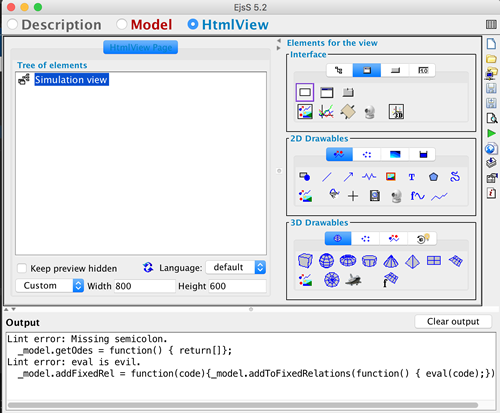 EjsS 5.2
Description Model HtmlView
HtmlView Page
Tree of elements
Simulation view
Keep preview hidden Language: default
Custom Width 800 Height 600
Elements for the view
Interface
2D Drawables
3D Drawables
Output Clear output
Lint error: Missing semicolon.
_model.getOdes = function() { return[]};
Lint error: eval is evil.
_model.addFixedRel = function(code){_model.addToFixedRelations(function() { eval(code);})